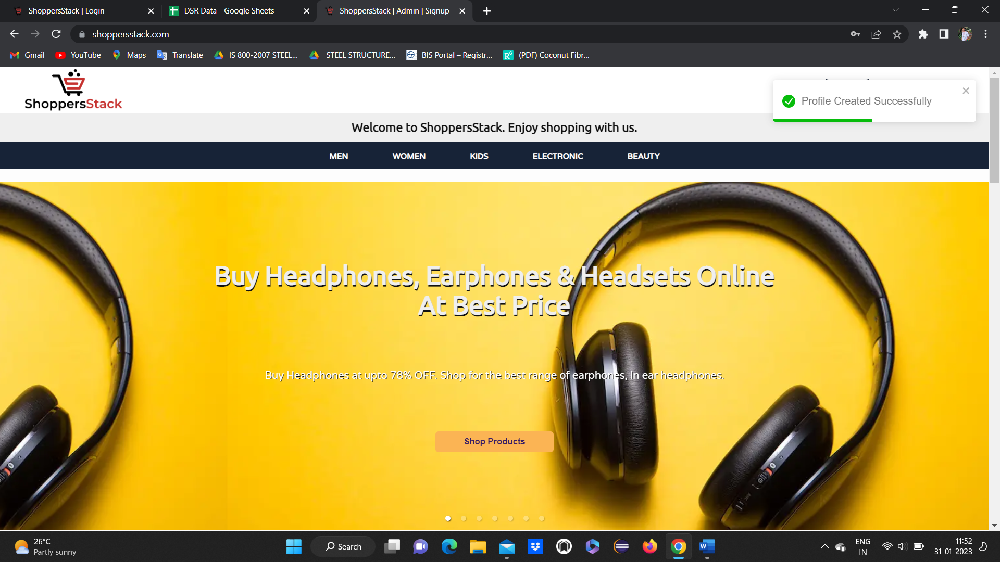 ShoppersStack | Login
DSR Data - Google Sheets
ShoppersStack | Admin | Signup
shoppersstack.com
Gmail
YouTube
Maps
Translate
IS 800-2007 STEEL...
STEEL STRUCTURE...
BIS Portal – Registr...
(PDF) Coconut Fibr...
ShoppersStack
Profile Created Successfully
Welcome to ShoppersStack. Enjoy shopping with us.
MEN
WOMEN
KIDS
ELECTRONIC
BEAUTY
Buy Headphones, Earphones & Headsets Online
At Best Price
Buy Headphones at upto 78% OFF. Shop for the best range of earphones, In ear headphones.
Shop Products
26°C
Partly sunny
Search
ENG
IN
11:52
31-01-2023